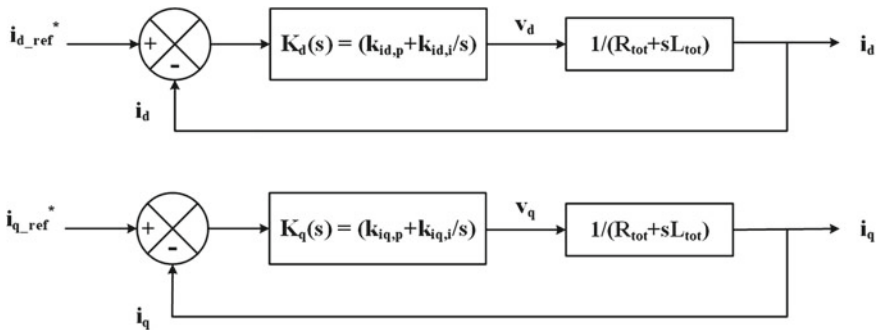 i_d_ref*
+
-
K_d(s) = (k_id,p+k_id,i/s)
v_d
1/(R_tot+sL_tot)
i_d
i_d
i_q_ref*
+
-
K_q(s) = (k_iq,p+k_iq,i/s)
v_q
1/(R_tot+sL_tot)
i_q
i_q